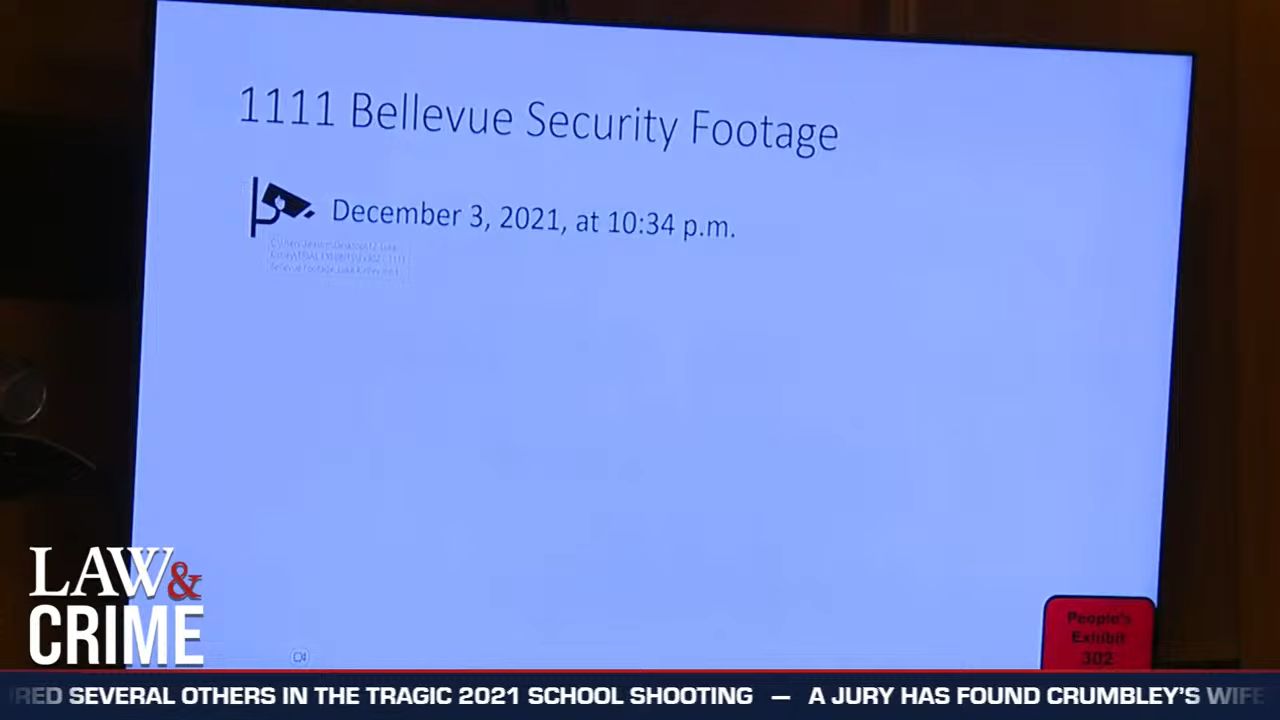 1111 Bellevue Security Footage
December 3, 2021, at 10:34 p.m.
LAW&
CRIME
People's
Exhibit
302
RED SEVERAL OTHERS IN THE TRAGIC 2021 SCHOOL SHOOTING — A JURY HAS FOUND CRUMBLEY'S WIFE